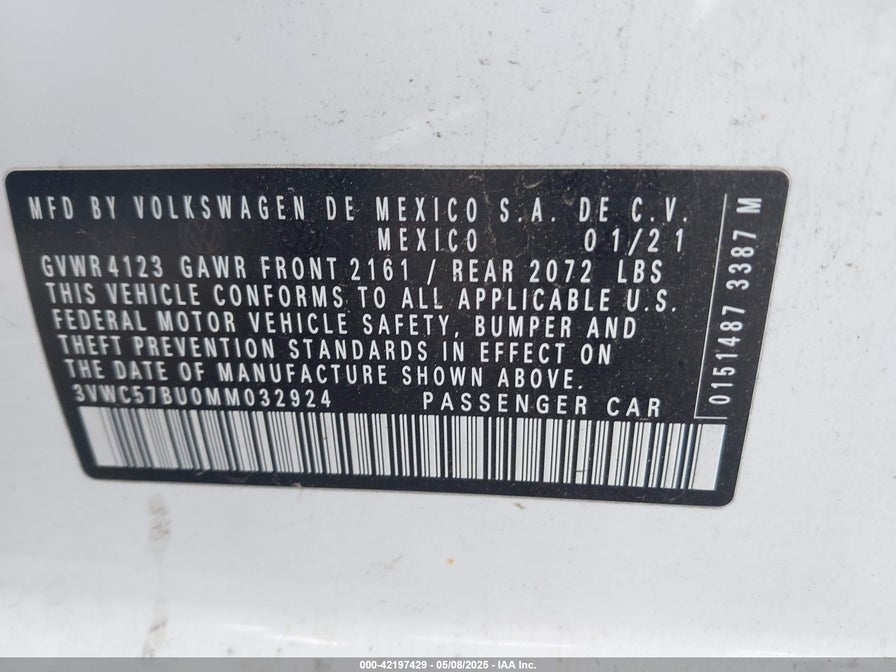 MFD BY VOLKSWAGEN DE MEXICO S.A. DE C.V.
MEXICO 01/21
GVWR 4123 GAWR FRONT 2161 / REAR 2072 LBS
THIS VEHICLE CONFORMS TO ALL APPLICABLE U.S.
FEDERAL MOTOR VEHICLE SAFETY, BUMPER AND
THEFT PREVENTION STANDARDS IN EFFECT ON
THE DATE OF MANUFACTURE SHOWN ABOVE.
3VWC57BU0MM032924 PASSENGER CAR
0151487 3387 M
000-42197429 - 05/08/2025 - IAA Inc.